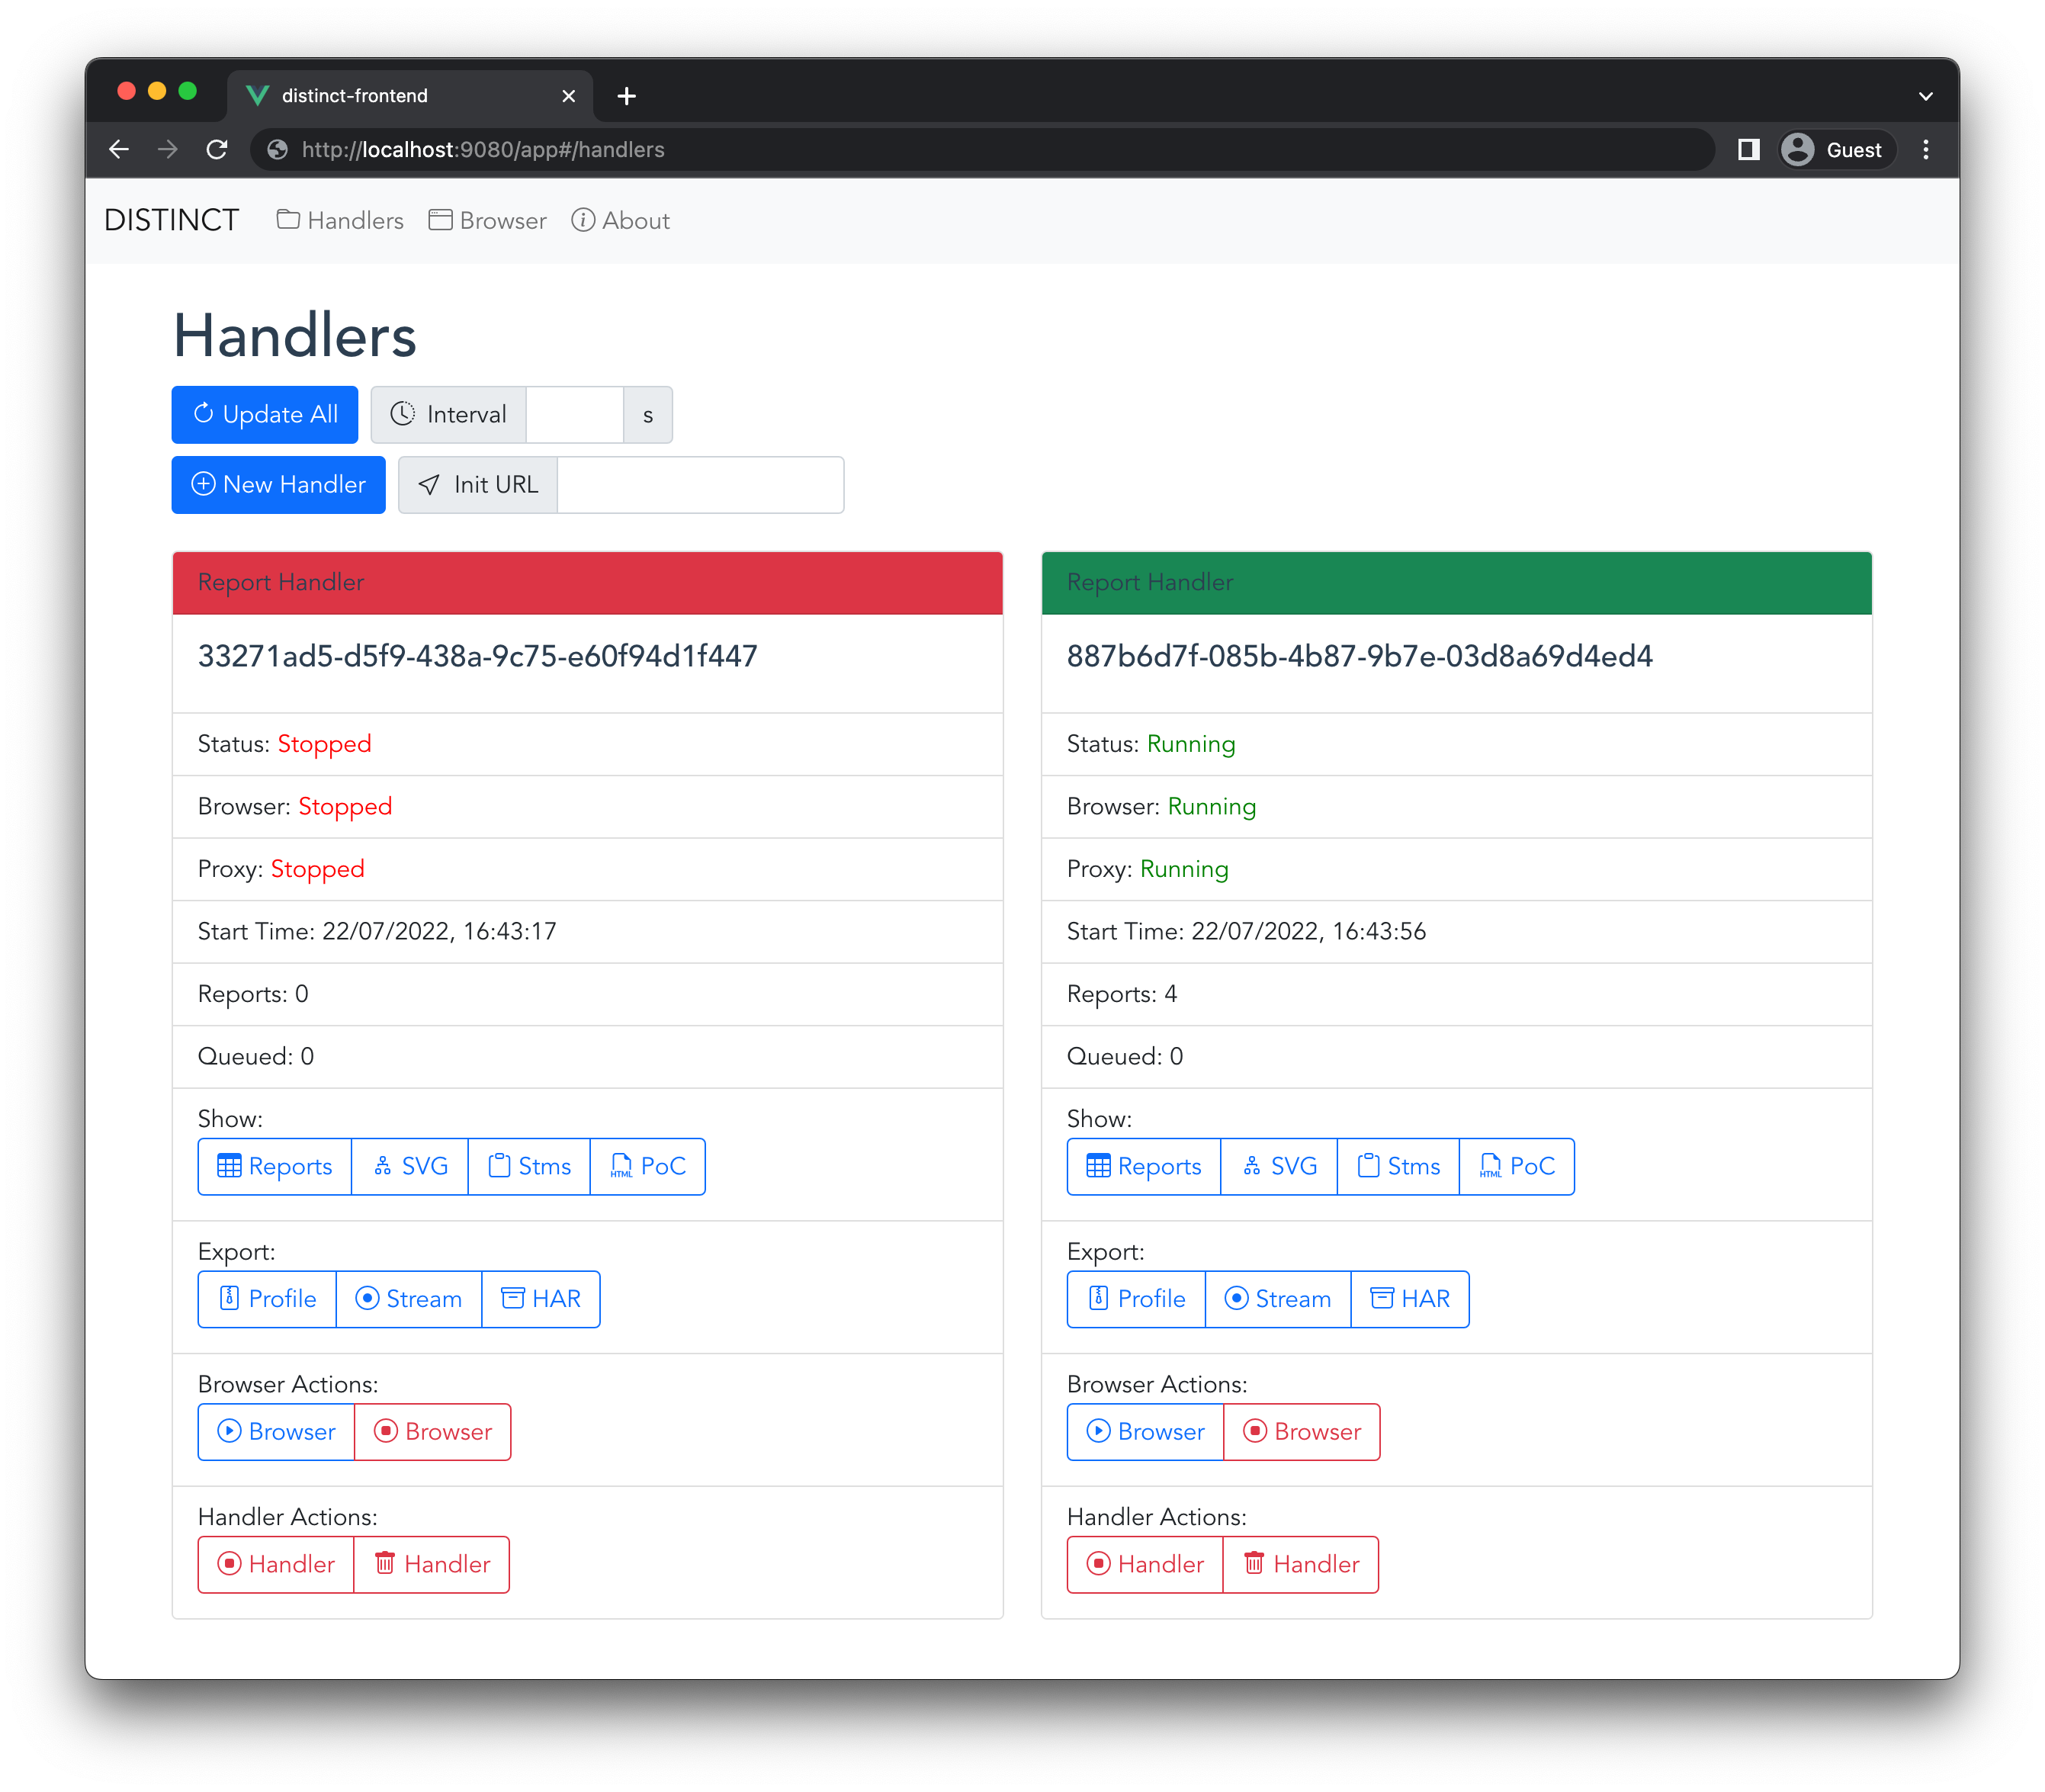 distinct-frontend
http://localhost:9080/app#/handlers
Guest
DISTINCT Handlers Browser About
Handlers
Update All Interval s
New Handler Init URL
Report Handler
33271ad5-d5f9-438a-9c75-e60f94d1f447
Status: Stopped
Browser: Stopped
Proxy: Stopped
Start Time: 22/07/2022, 16:43:17
Reports: 0
Queued: 0
Show:
Reports SVG Stms HTML PoC
Export:
Profile Stream HAR
Browser Actions:
Browser Browser
Handler Actions:
Handler Handler
Report Handler
887b6d7f-085b-4b87-9b7e-03d8a69d4ed4
Status: Running
Browser: Running
Proxy: Running
Start Time: 22/07/2022, 16:43:56
Reports: 4
Queued: 0
Show:
Reports SVG Stms HTML PoC
Export:
Profile Stream HAR
Browser Actions:
Browser Browser
Handler Actions:
Handler Handler